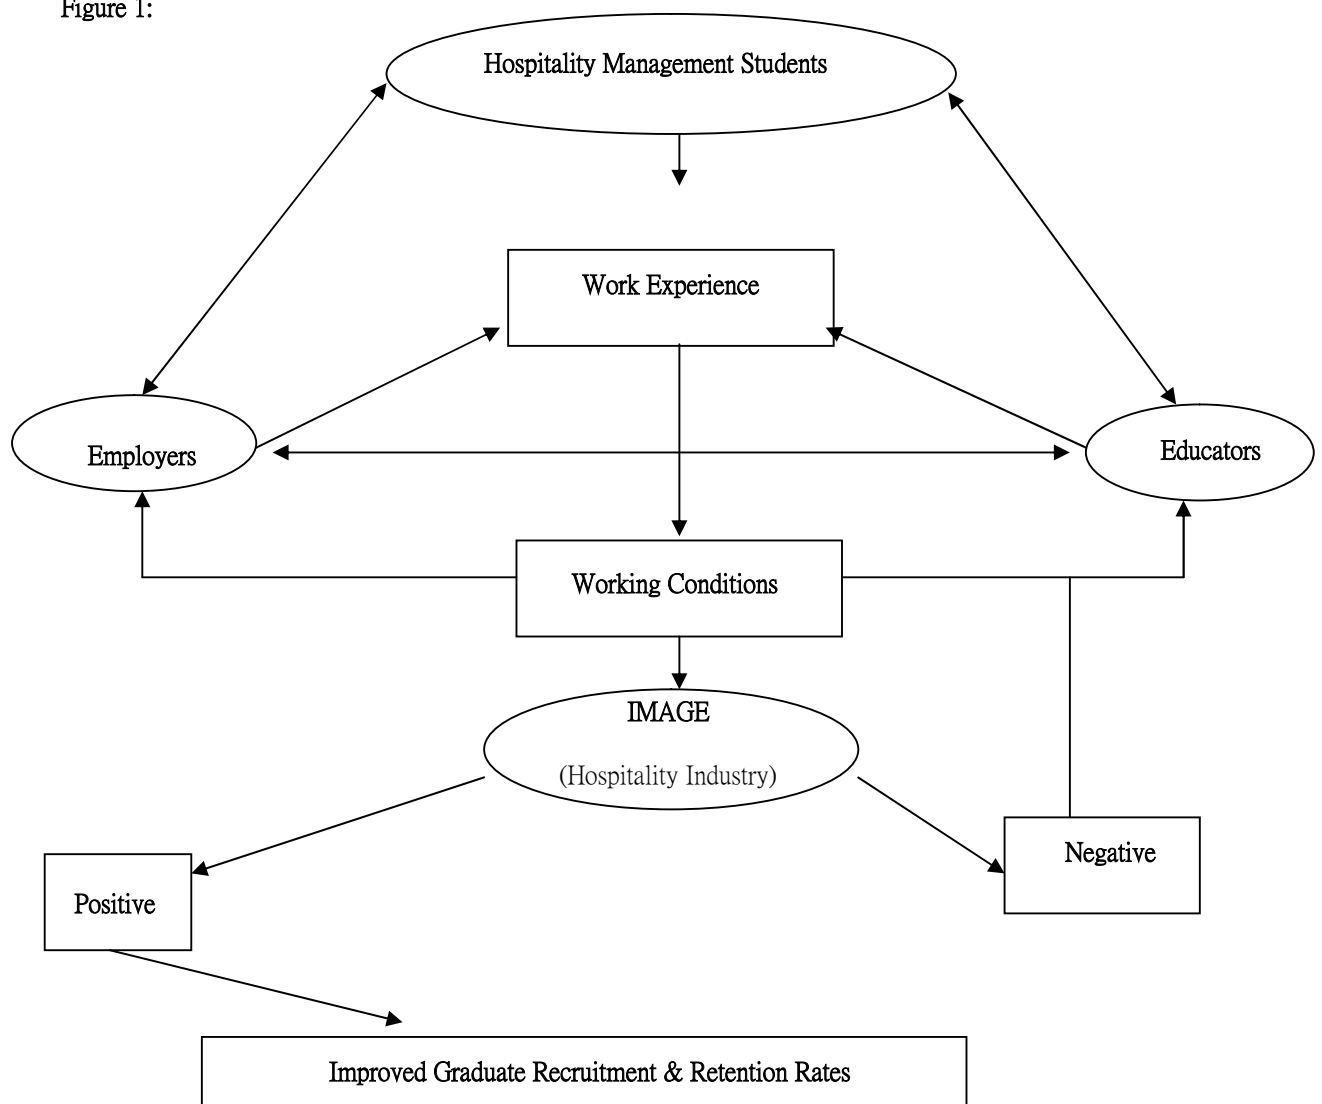 Figure 1:
Hospitality Management Students
Work Experience
Employers
Educators
Working Conditions
IMAGE
(Hospitality Industry)
Negative
Positive
Improved Graduate Recruitment & Retention Rates